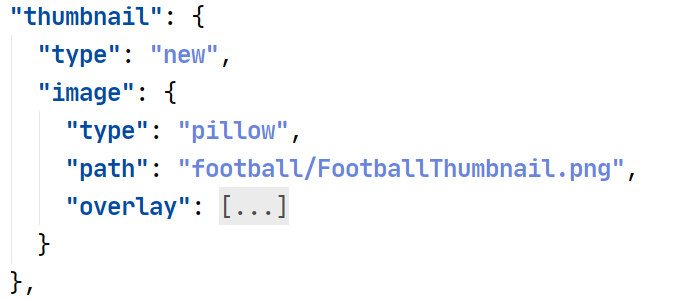 "thumbnail": {
"type": "new",
"image": {
"type": "pillow",
"path": "football/FootballThumbnail.png",
"overlay": [...]
}
},